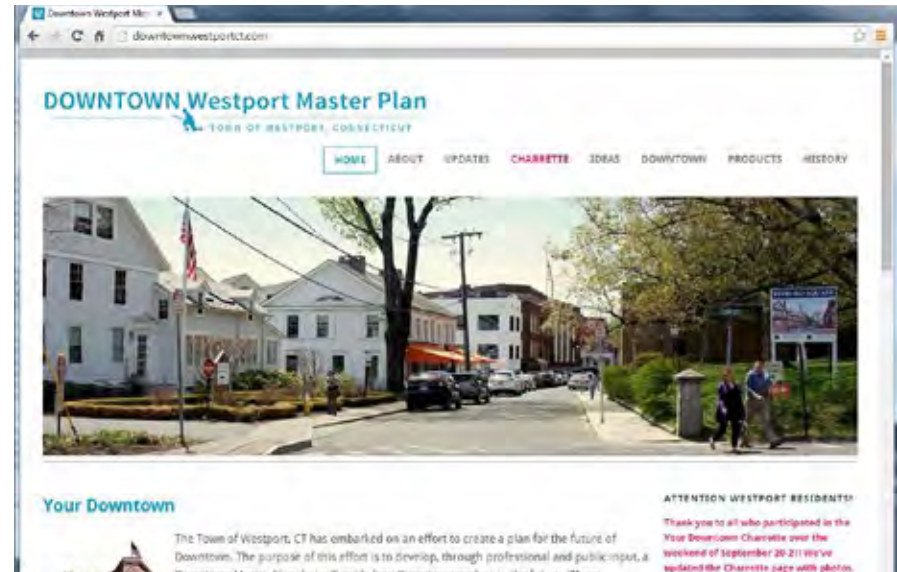 Downtown Westport
downtownwestportct.com
DOWNTOWN Westport Master Plan
TOWN OF WESTPORT, CONNECTICUT
HOME ABOUT UPDATES CHARRETTE IDEAS DOWNTOWN PRODUCTS HISTORY
Your Downtown
The Town of Westport, CT has embarked on an effort to create a plan for the future of
Downtown. The purpose of this effort is to develop, through professional and public input, a
ATTENTION WESTPORT RESIDENTS!
Thank you to all who participated in the
Your Downtown Charrette over the
weekend of September 20-21! We've
updated the Charrette page with photos